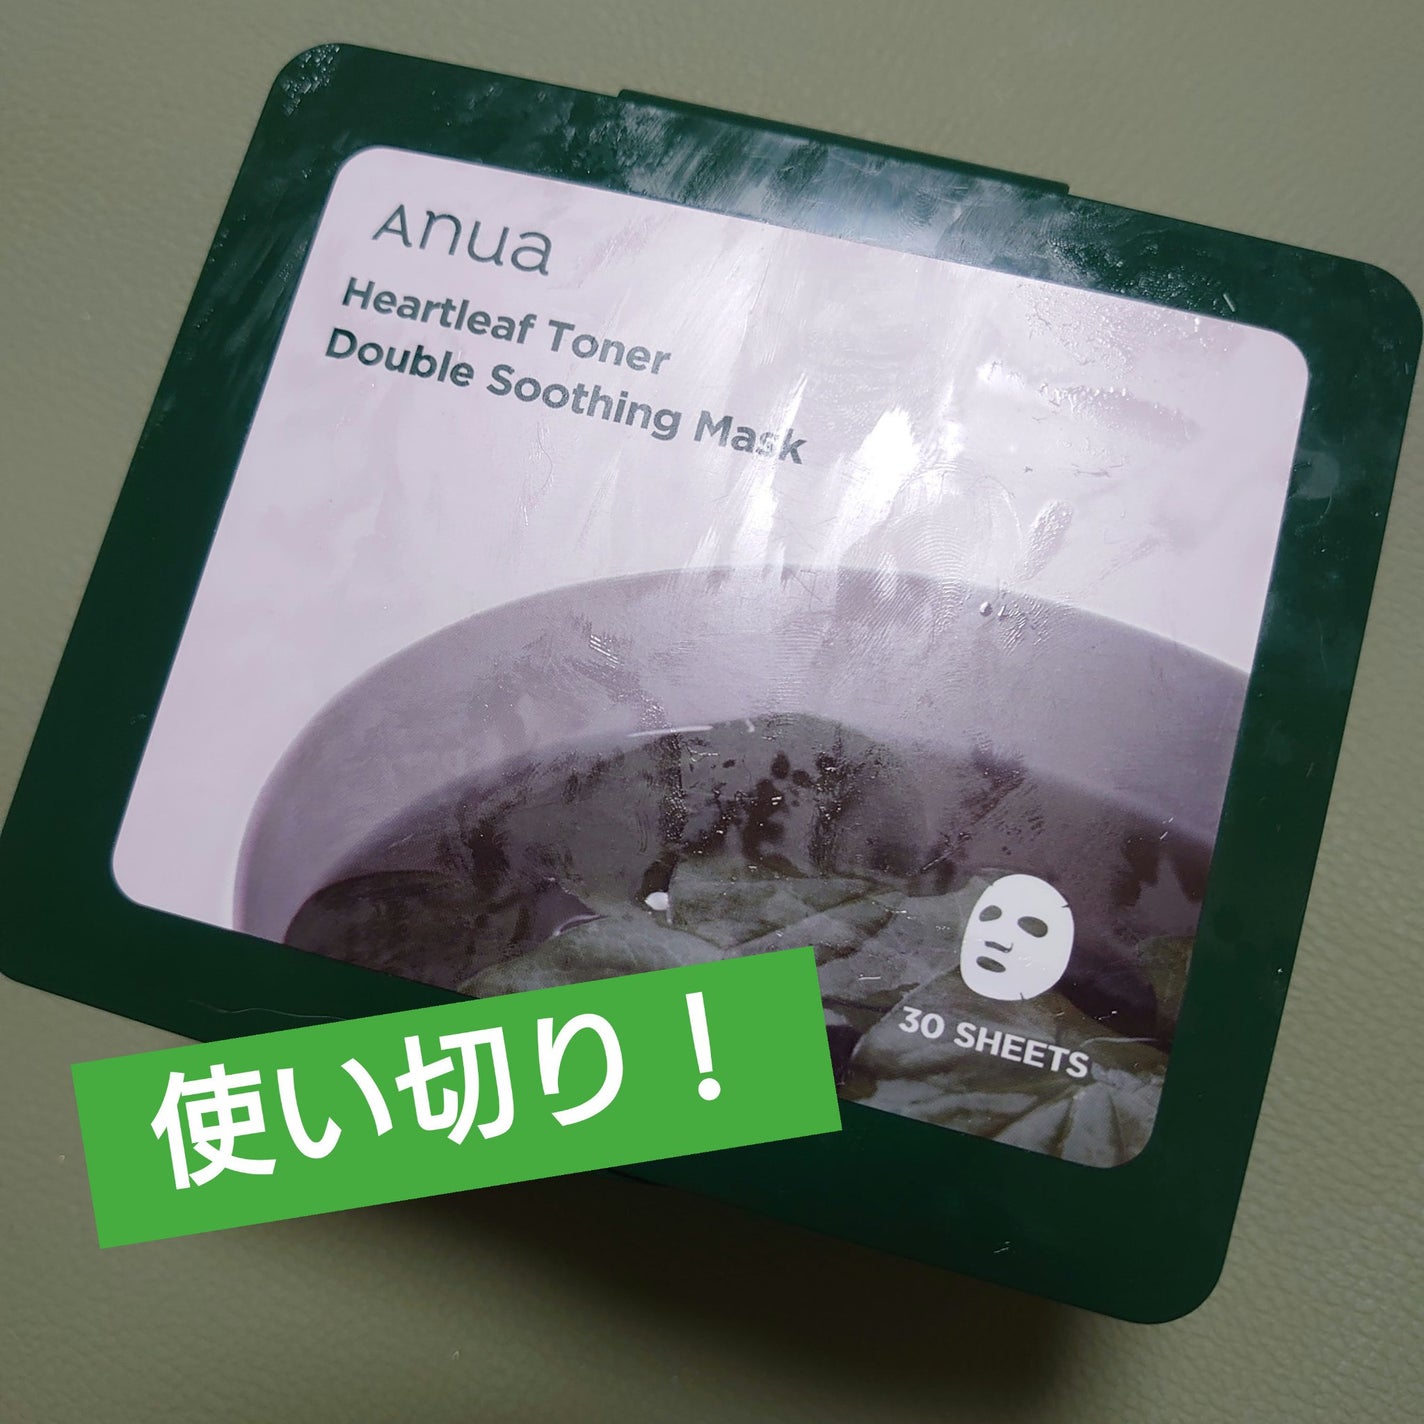 Anua
Heartleaf Toner
Double Soothing Mask
30 SHEETS
使い切り！